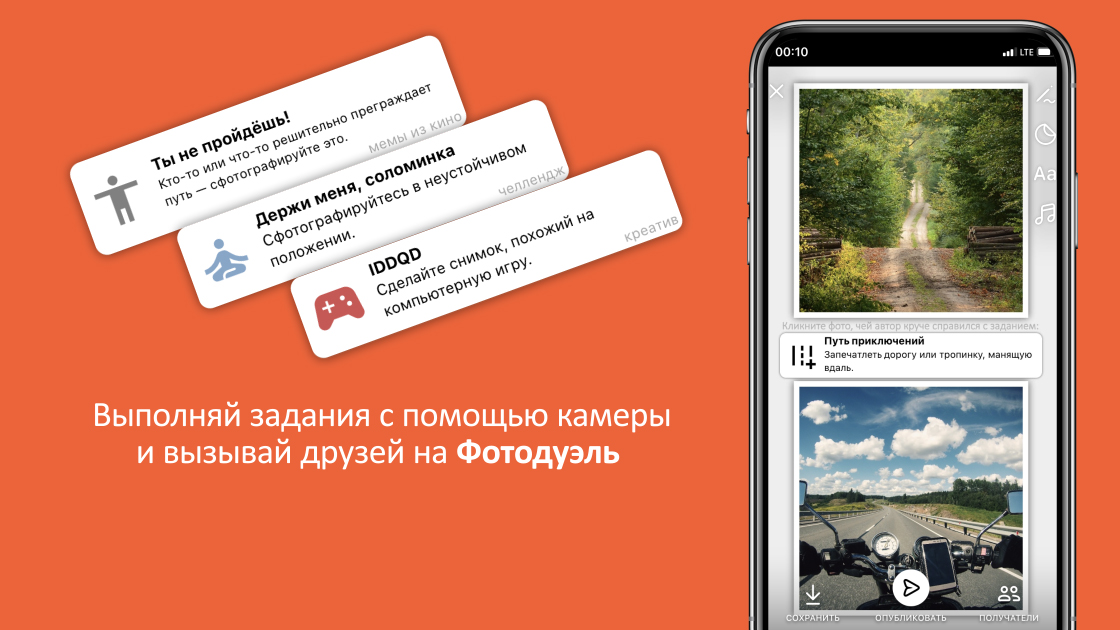 Ты не пройдёшь!
Кто-то или что-то решительно преграждает
путь — сфотографируйте это.
мемы из кино
Держи меня, соломинка
Сфотографируйтесь в неустойчивом
положении.
челлендж
IDDQD
Сделайте снимок, похожий на
компьютерную игру.
креатив
Выполняй задания с помощью камеры
и вызывай друзей на Фотодуэль
00:10
LTE
Aa
Кликните фото, чей автор круче справился с заданием:
Путь приключений
Запечатлеть дорогу или тропинку, манящую
вдаль.
СОХРАНИТЬ
ОПУБЛИКОВАТЬ
ПОЛУЧАТЕЛИ